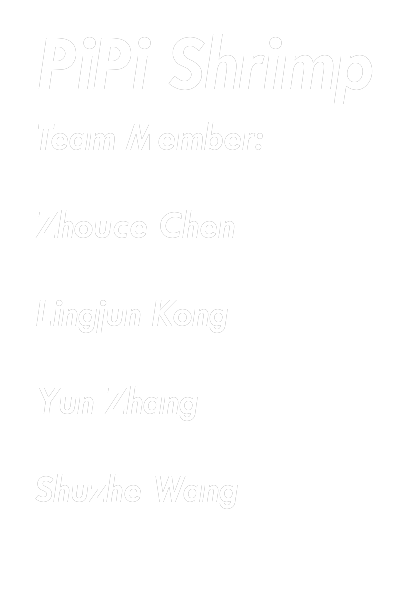 PiPi Shrimp
Team Member:
Zhouce Chen
Lingjun Kong
Yun Zhang
Shuzhe Wang